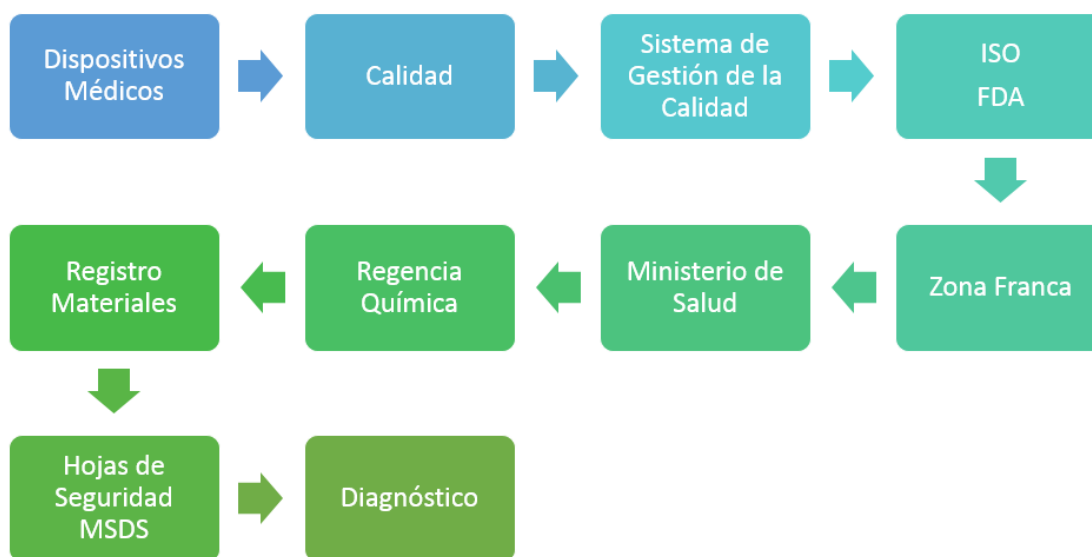 Dispositivos
Médicos
Calidad
Sistema de
Gestión de la
Calidad
ISO
FDA
Zona Franca
Ministerio de
Salud
Regencia
Química
Registro
Materiales
Hojas de
Seguridad
MSDS
Diagnóstico